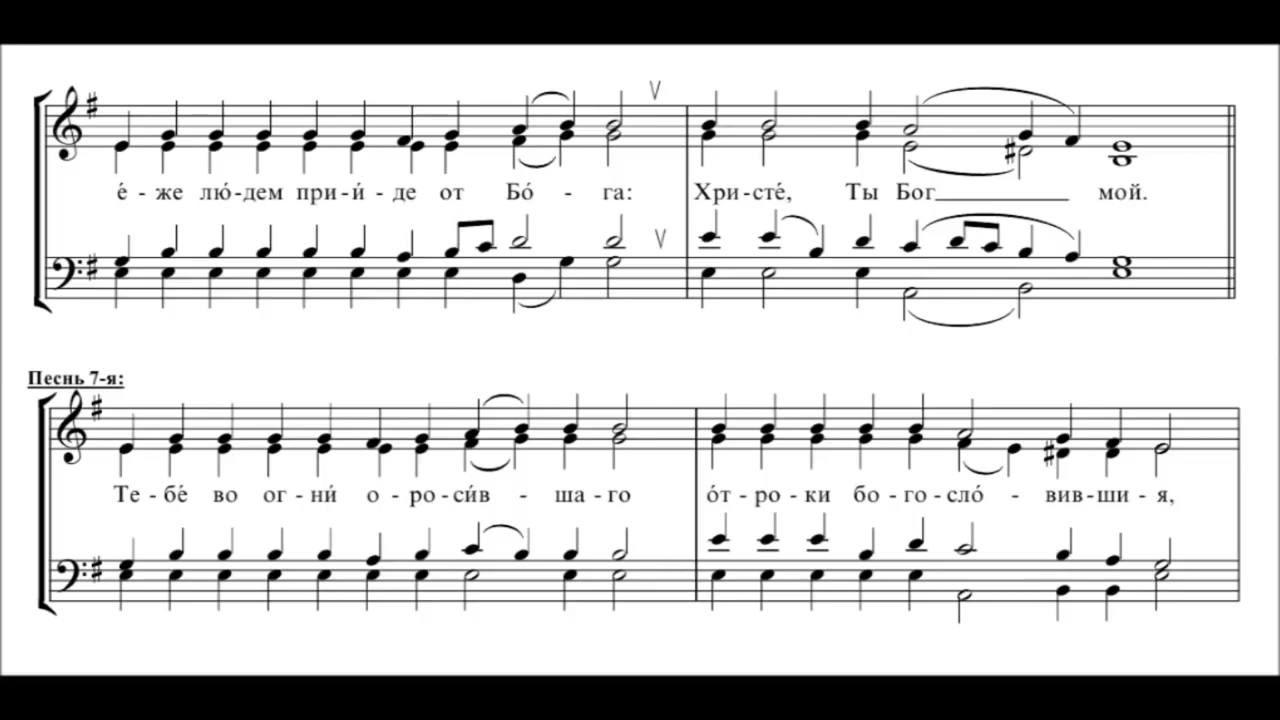 е́ - же лю́-дем при-и́ - де от Бо́ - га: Хри-сте́, Ты Бог мой.
Песнь 7-я:
Те-бе́ во ог-ни́ о-ро-си́в - ша-го о́т-ро-ки бо-го-сло́ - вив-ши-я,